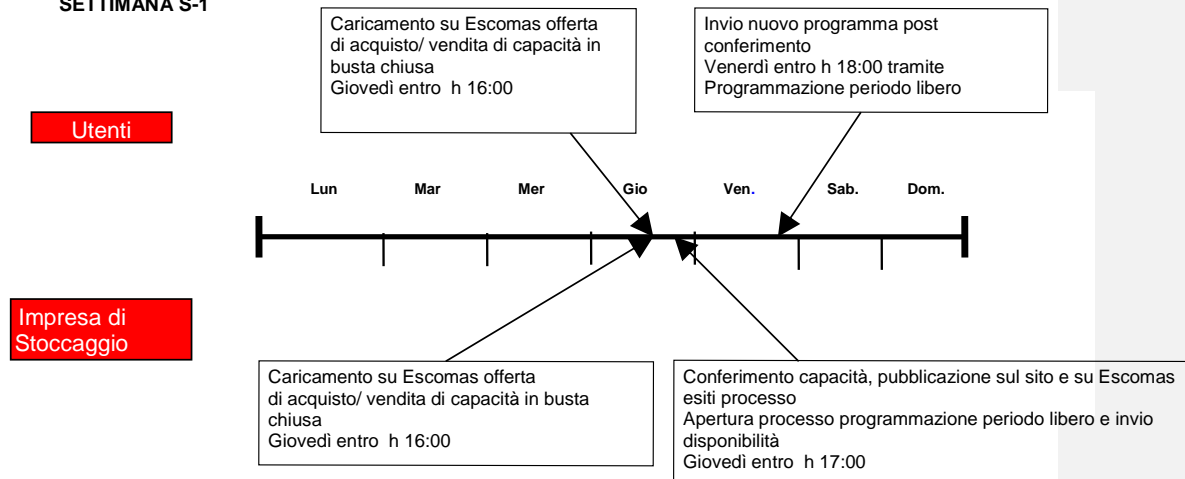 SETTIMANA S-1
Caricamento su Escomas offerta
di acquisto/ vendita di capacità in
busta chiusa
Giovedì entro h 16:00
Invio nuovo programma post
conferimento
Venerdì entro h 18:00 tramite
Programmazione periodo libero
Utenti
Lun Mar Mer Gio Ven. Sab. Dom.
Impresa di
Stoccaggio
Caricamento su Escomas offerta
di acquisto/ vendita di capacità in busta
chiusa
Giovedì entro h 16:00
Conferimento capacità, pubblicazione sul sito e su Escomas
esiti processo
Apertura processo programmazione periodo libero e invio
disponibilità
Giovedì entro h 17:00